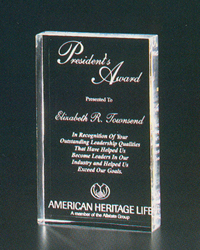 President's
Award
Presented To
Elizabeth R. Townsend
In Recognition Of Your
Outstanding Leadership Qualities
That Have Helped Us
Become Leaders In Our
Industry and Helped Us
Exceed Our Goals.
AMERICAN HERITAGE LIFE
A member of the Allstate Group